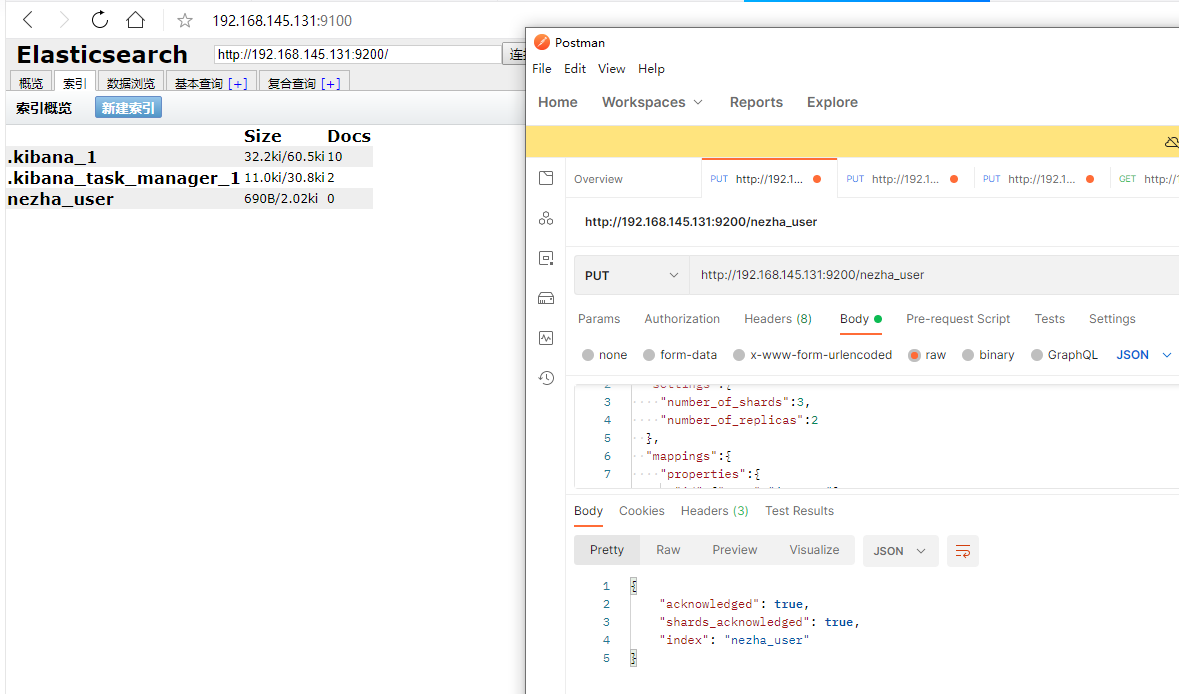 192.168.145.131:9100
Elasticsearch
http://192.168.145.131:9200/
概览
索引
数据浏览
基本查询 [+]
复合查询 [+]
索引概览
新建索引
Size Docs
.kibana_1 32.2ki/60.5ki 10
.kibana_task_manager_1 11.0ki/30.8ki 2
nezha_user 690B/2.02ki 0
Postman
File Edit View Help
Home Workspaces Reports Explore
Overview PUT http://192.1... PUT http://192.1... PUT http://192.1... GET http://
http://192.168.145.131:9200/nezha_user
PUT http://192.168.145.131:9200/nezha_user
Params Authorization Headers (8) Body Pre-request Script Tests Settings
none form-data x-www-form-urlencoded raw binary GraphQL JSON
3 "number_of_shards":3,
4 "number_of_replicas":2
5 },
6 "mappings":{
7 "properties":{
Body Cookies Headers (3) Test Results
Pretty Raw Preview Visualize JSON
1 {
2 "acknowledged": true,
3 "shards_acknowledged": true,
4 "index": "nezha_user"
5 }